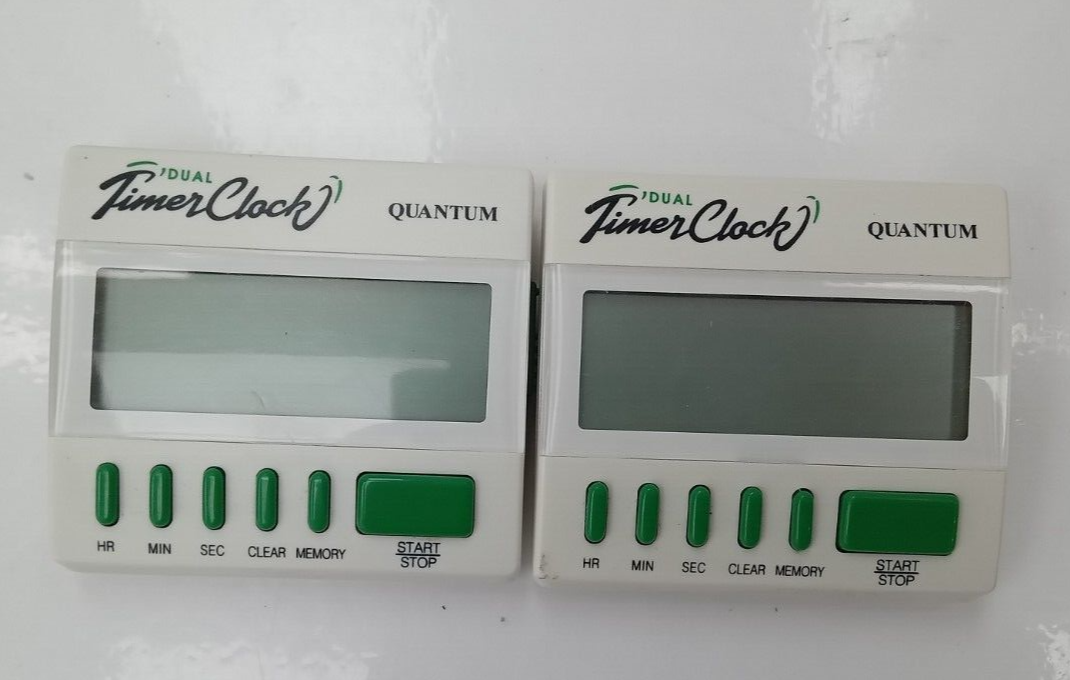 'DUAL
TimerClock
QUANTUM
HR MIN SEC CLEAR MEMORY START
STOP
'DUAL
TimerClock
QUANTUM
HR MIN SEC CLEAR MEMORY START
STOP